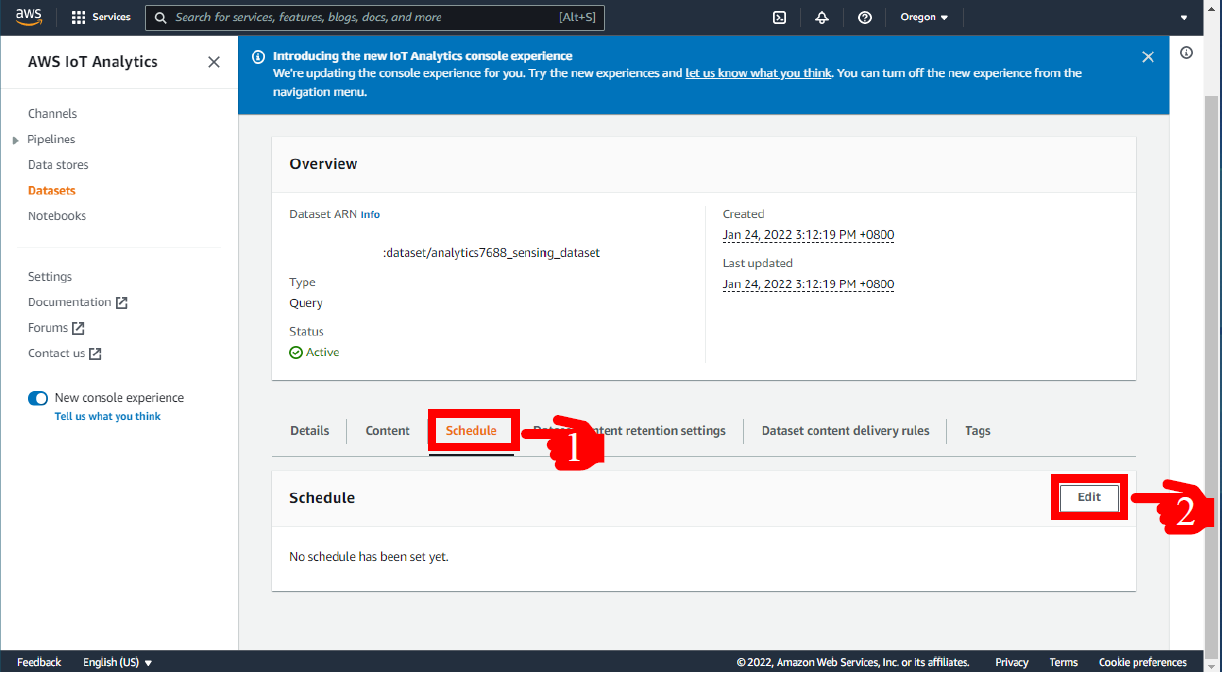 aws
Services
Search for services, features, blogs, docs, and more
[Alt+S]
Oregon
AWS IoT Analytics
Channels
Pipelines
Data stores
Datasets
Notebooks
Settings
Documentation
Forums
Contact us
New console experience
Tell us what you think
Introducing the new IoT Analytics console experience
We're updating the console experience for you. Try the new experiences and let us know what you think. You can turn off the new experience from the
navigation menu.
Overview
Dataset ARN Info
:dataset/analytics7688_sensing_dataset
Type
Query
Status
Active
Created
Jan 24, 2022 3:12:19 PM +0800
Last updated
Jan 24, 2022 3:12:19 PM +0800
Details
Content
Schedule
1
retention settings
Dataset content delivery rules
Tags
Schedule
Edit
2
No schedule has been set yet.
Feedback
English (US)
© 2022, Amazon Web Services, Inc. or its affiliates.
Privacy
Terms
Cookie preferences